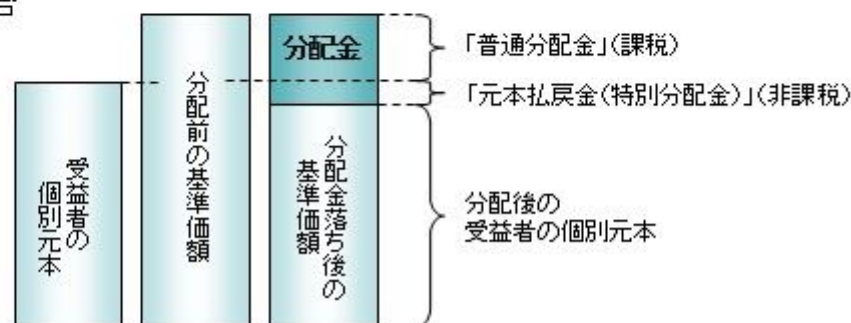 分配金
「普通分配金」(課税)
「元本払戻金(特別分配金)」(非課税)
受益者の
個別元本
分配前の基準価額
分配金落ち後の
基準価額
分配後の
受益者の個別元本